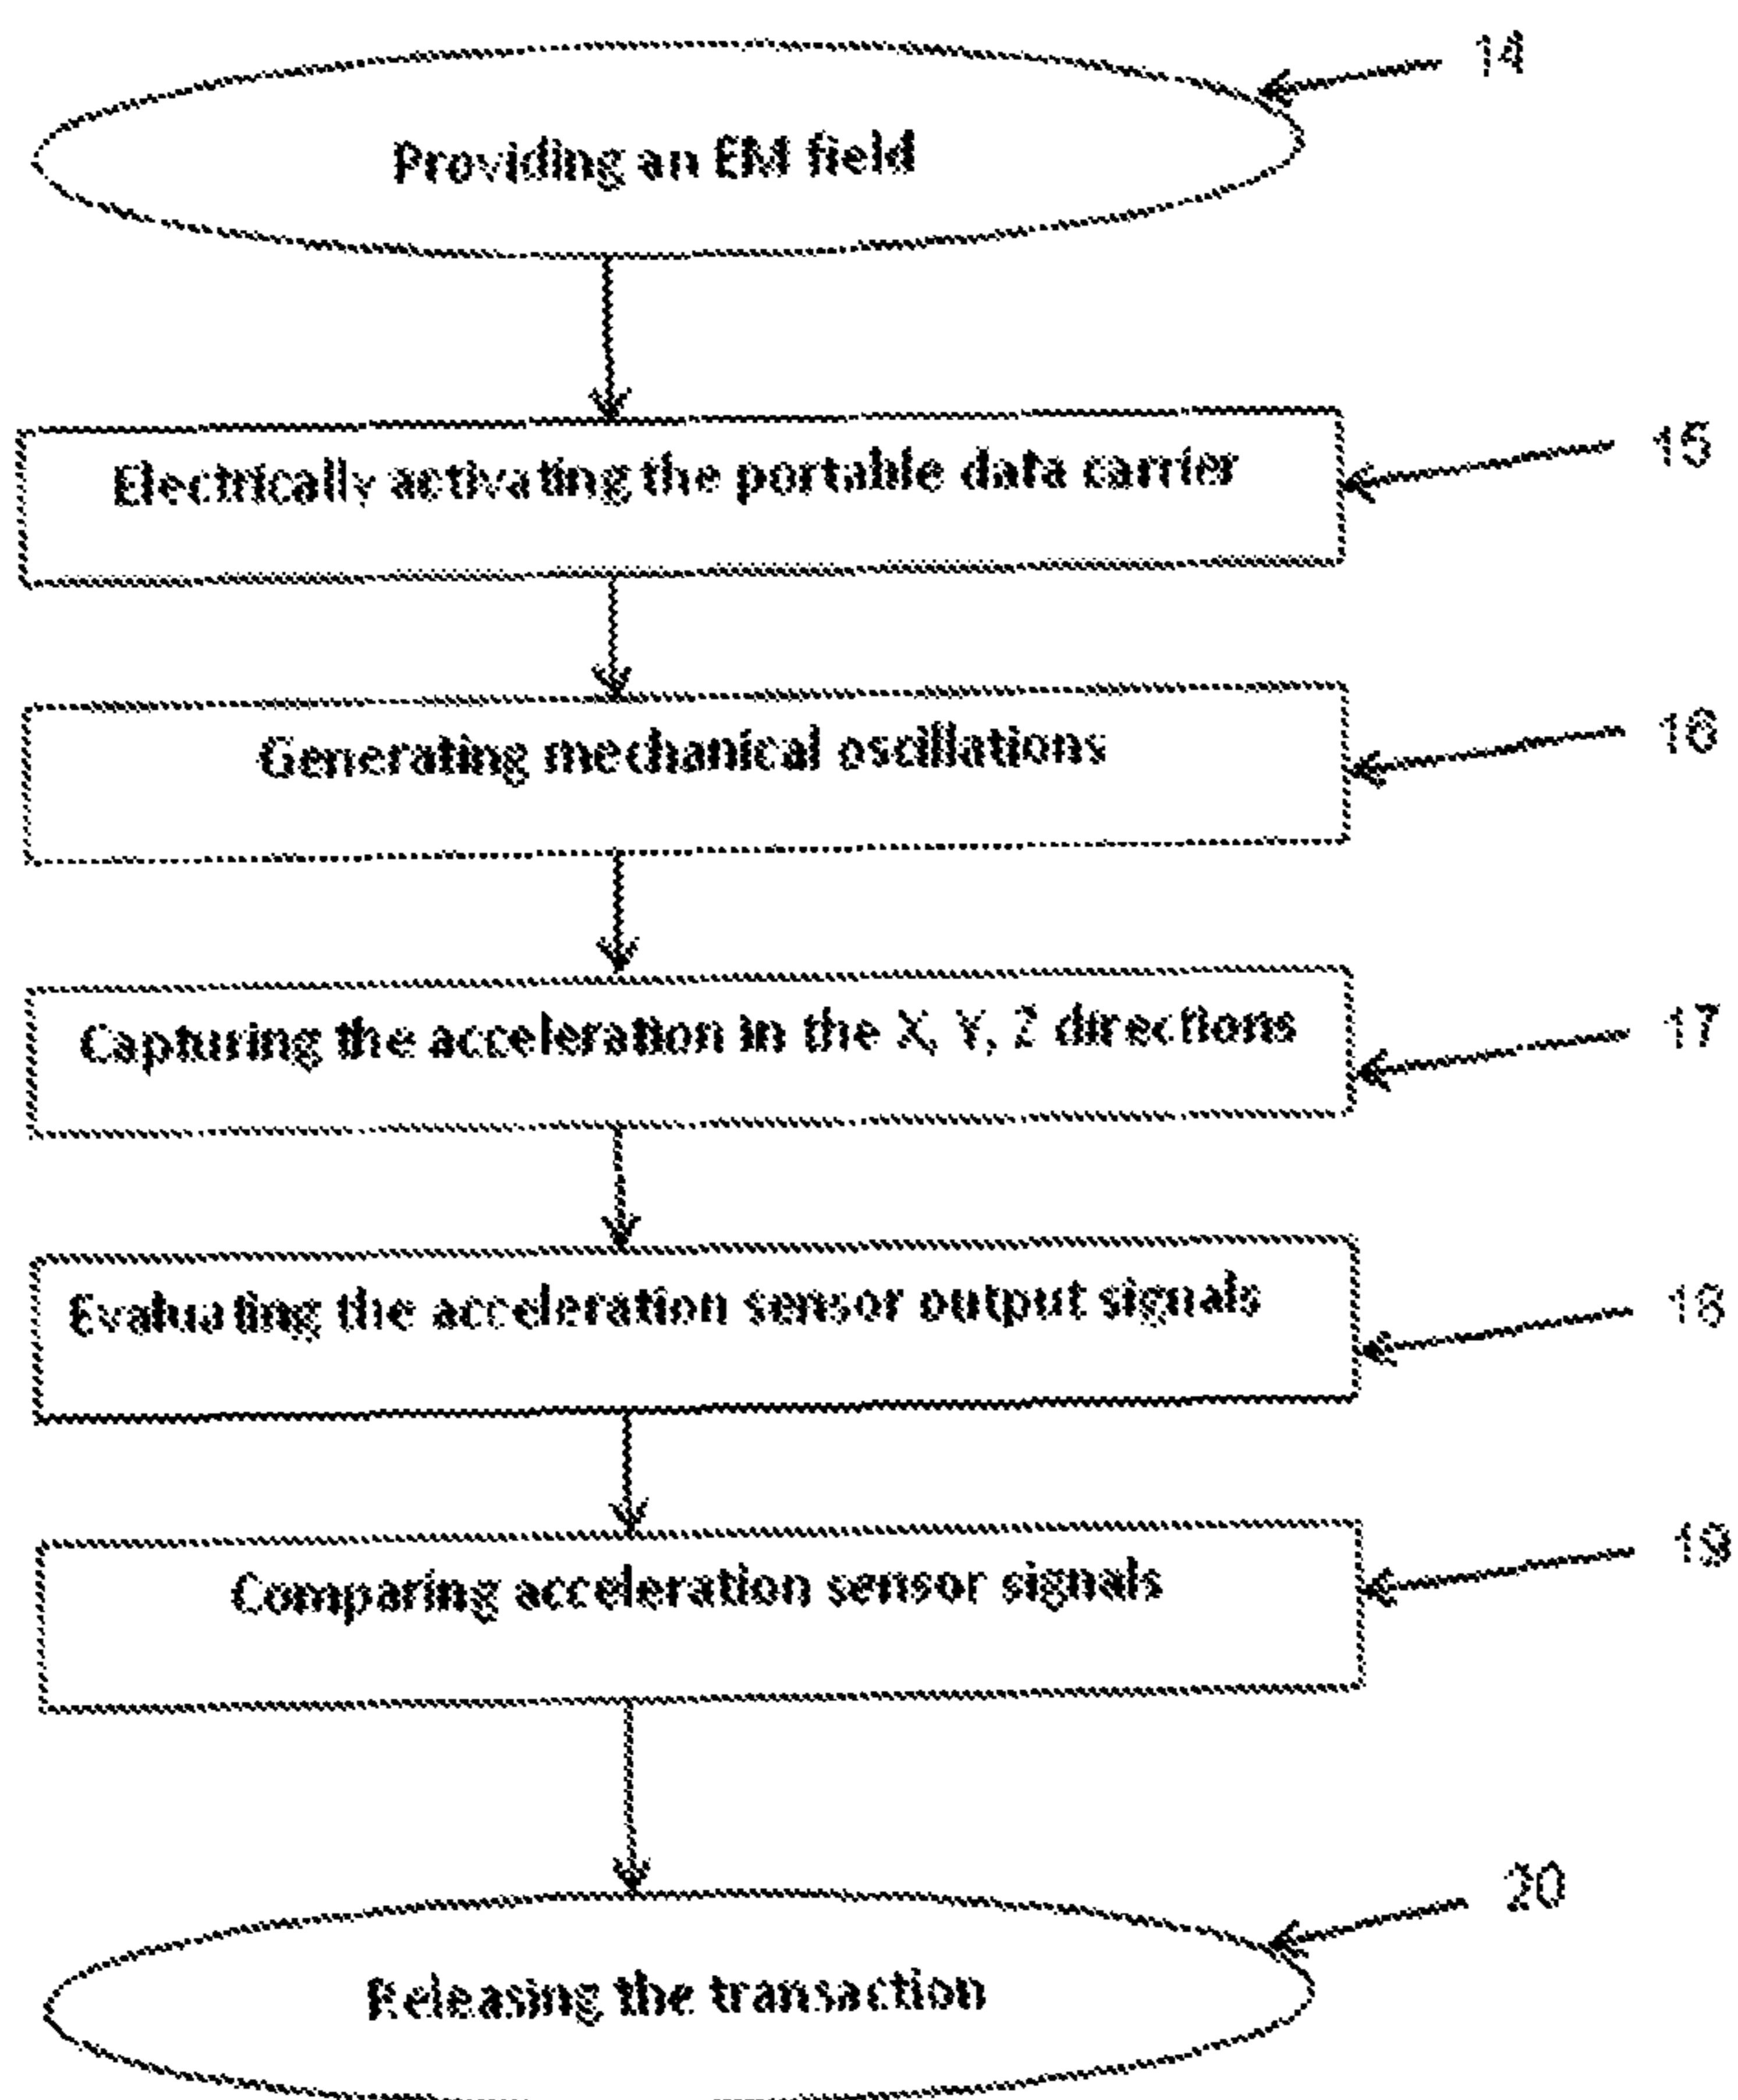 14
Providing an EM field
Electrically activating the portable data carrier
15
Generating mechanical oscillations
16
Capturing the acceleration in the X, Y, Z directions
17
Evaluating the acceleration sensor output signals
18
Comparing acceleration sensor signals
19
20
Releasing the transaction